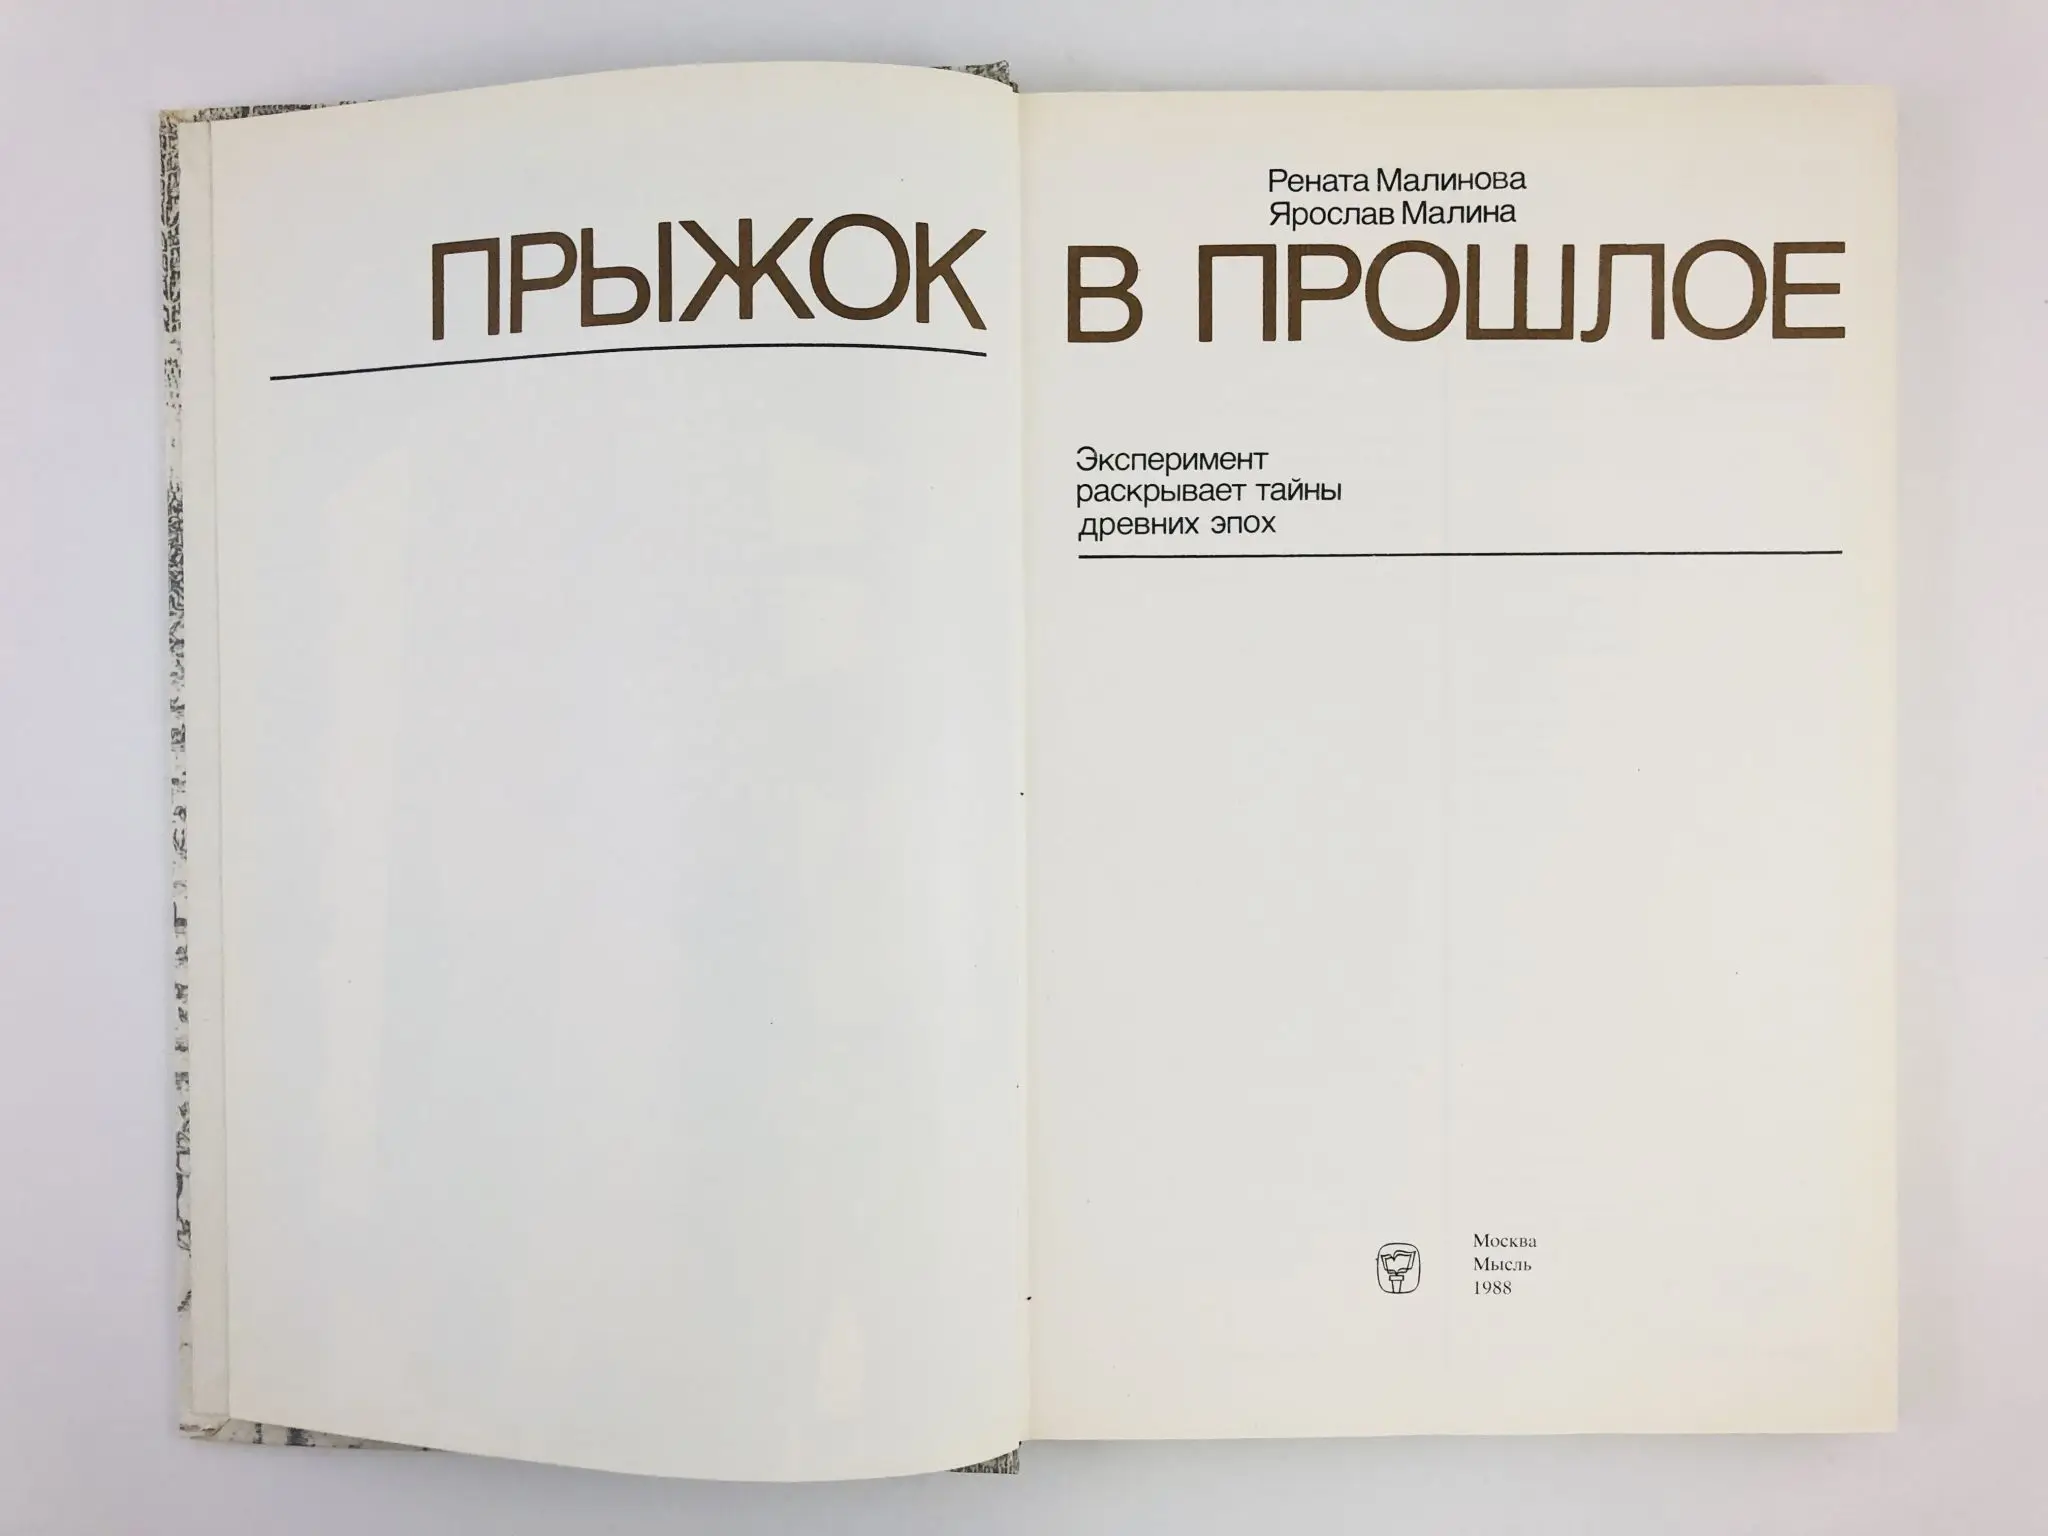 Рената Малинова
Ярослав Малина
ПРЫЖОК В ПРОШЛОЕ
Эксперимент
раскрывает тайны
древних эпох
Москва
Мысль
1988